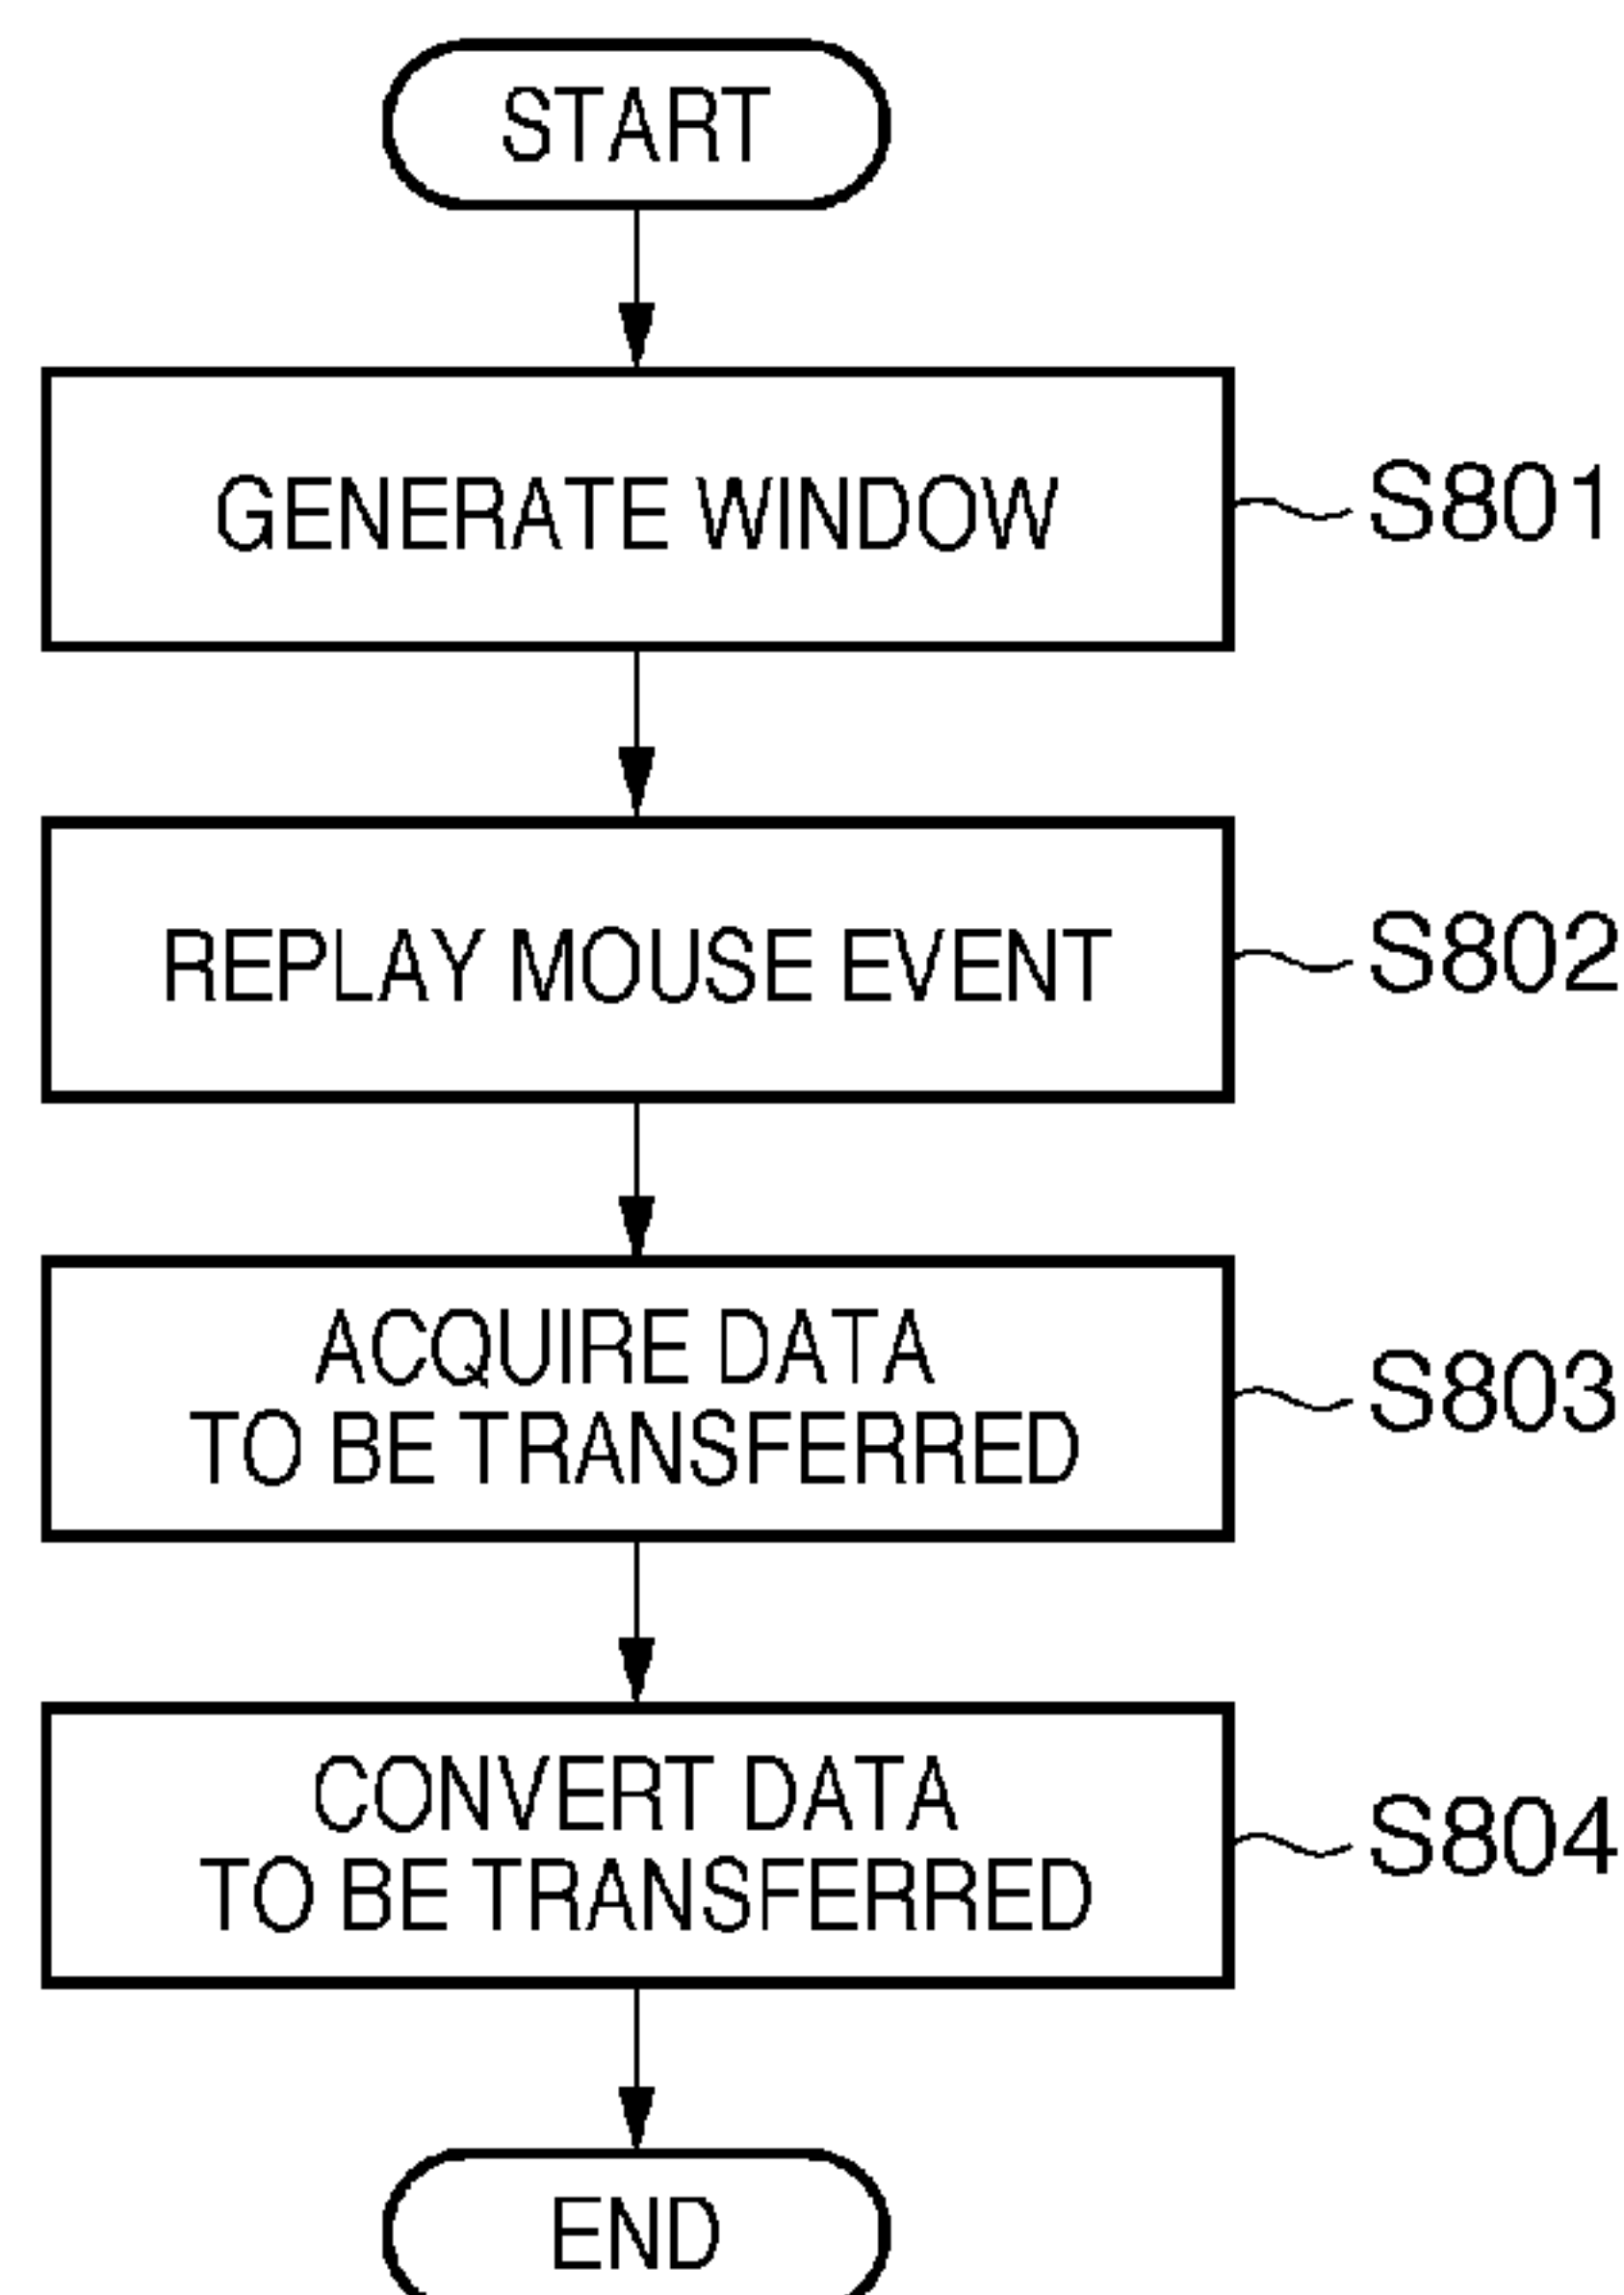 START
GENERATE WINDOW
S801
REPLAY MOUSE EVENT
S802
ACQUIRE DATA
TO BE TRANSFERRED
S803
CONVERT DATA
TO BE TRANSFERRED
S804
END